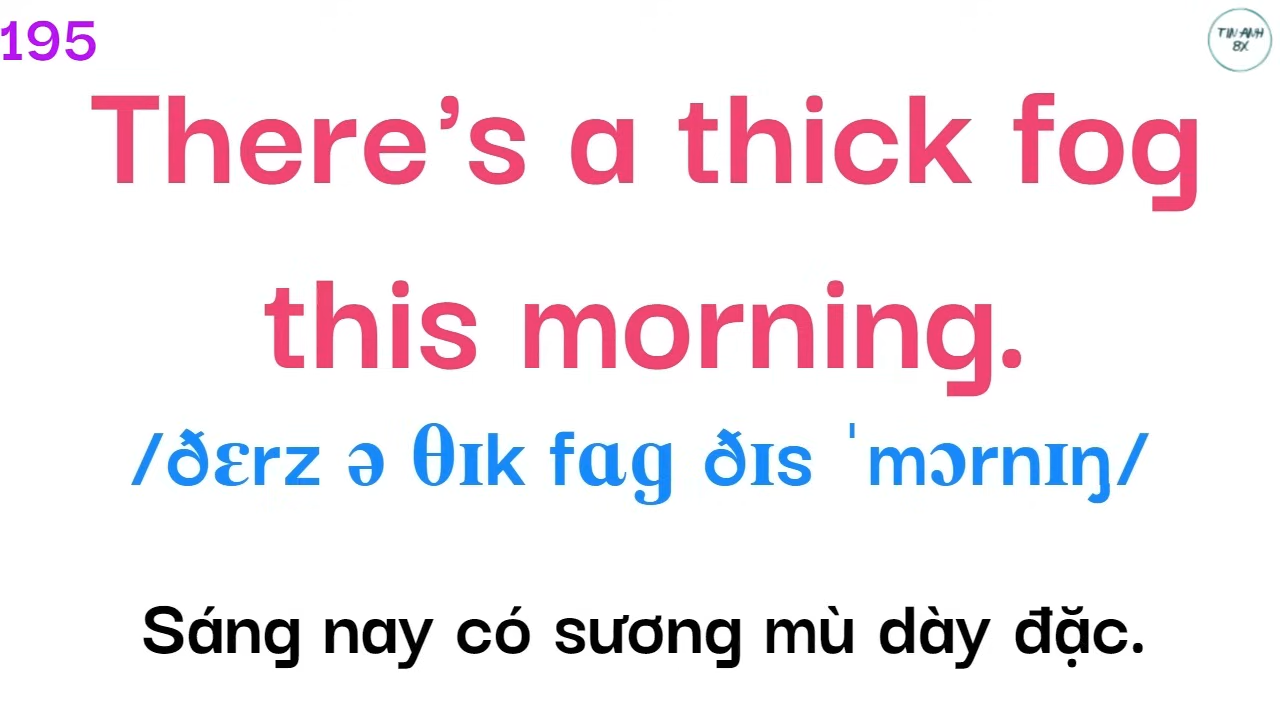 195
TIN ANH
8X
There’s a thick fog
this morning.
/ðɛrz ə θɪk fɑɡ ðɪs ˈmɔrnɪŋ/
Sáng nay có sương mù dày đặc.